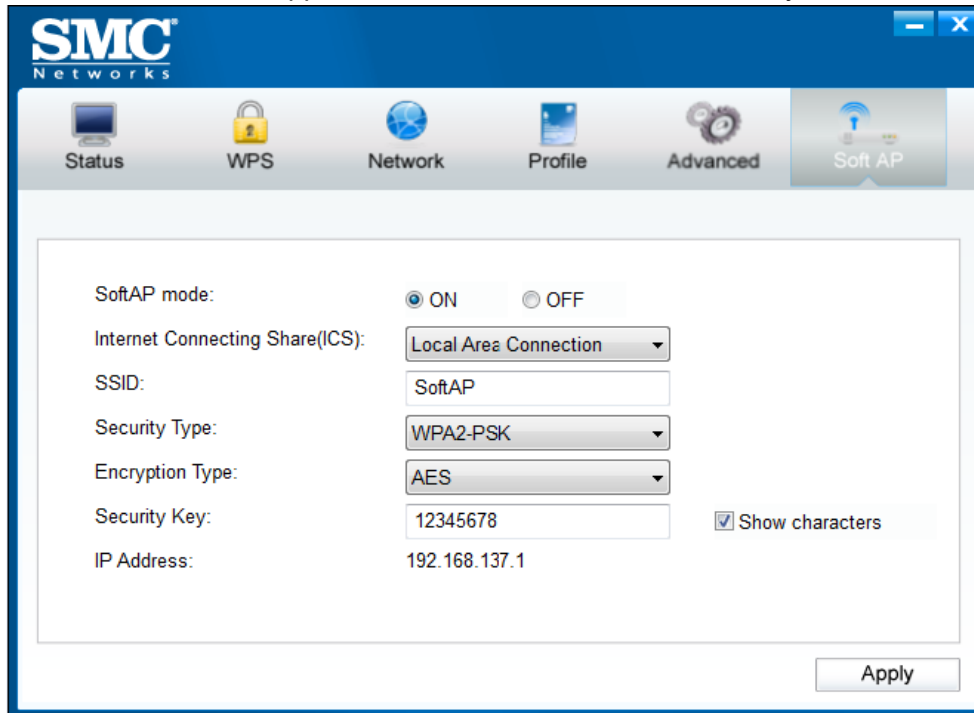 SMC
Networks
Status WPS Network Profile Advanced Soft AP
SoftAP mode: ON OFF
Internet Connecting Share(ICS): Local Area Connection
SSID: SoftAP
Security Type: WPA2-PSK
Encryption Type: AES
Security Key: 12345678 Show characters
IP Address: 192.168.137.1
Apply